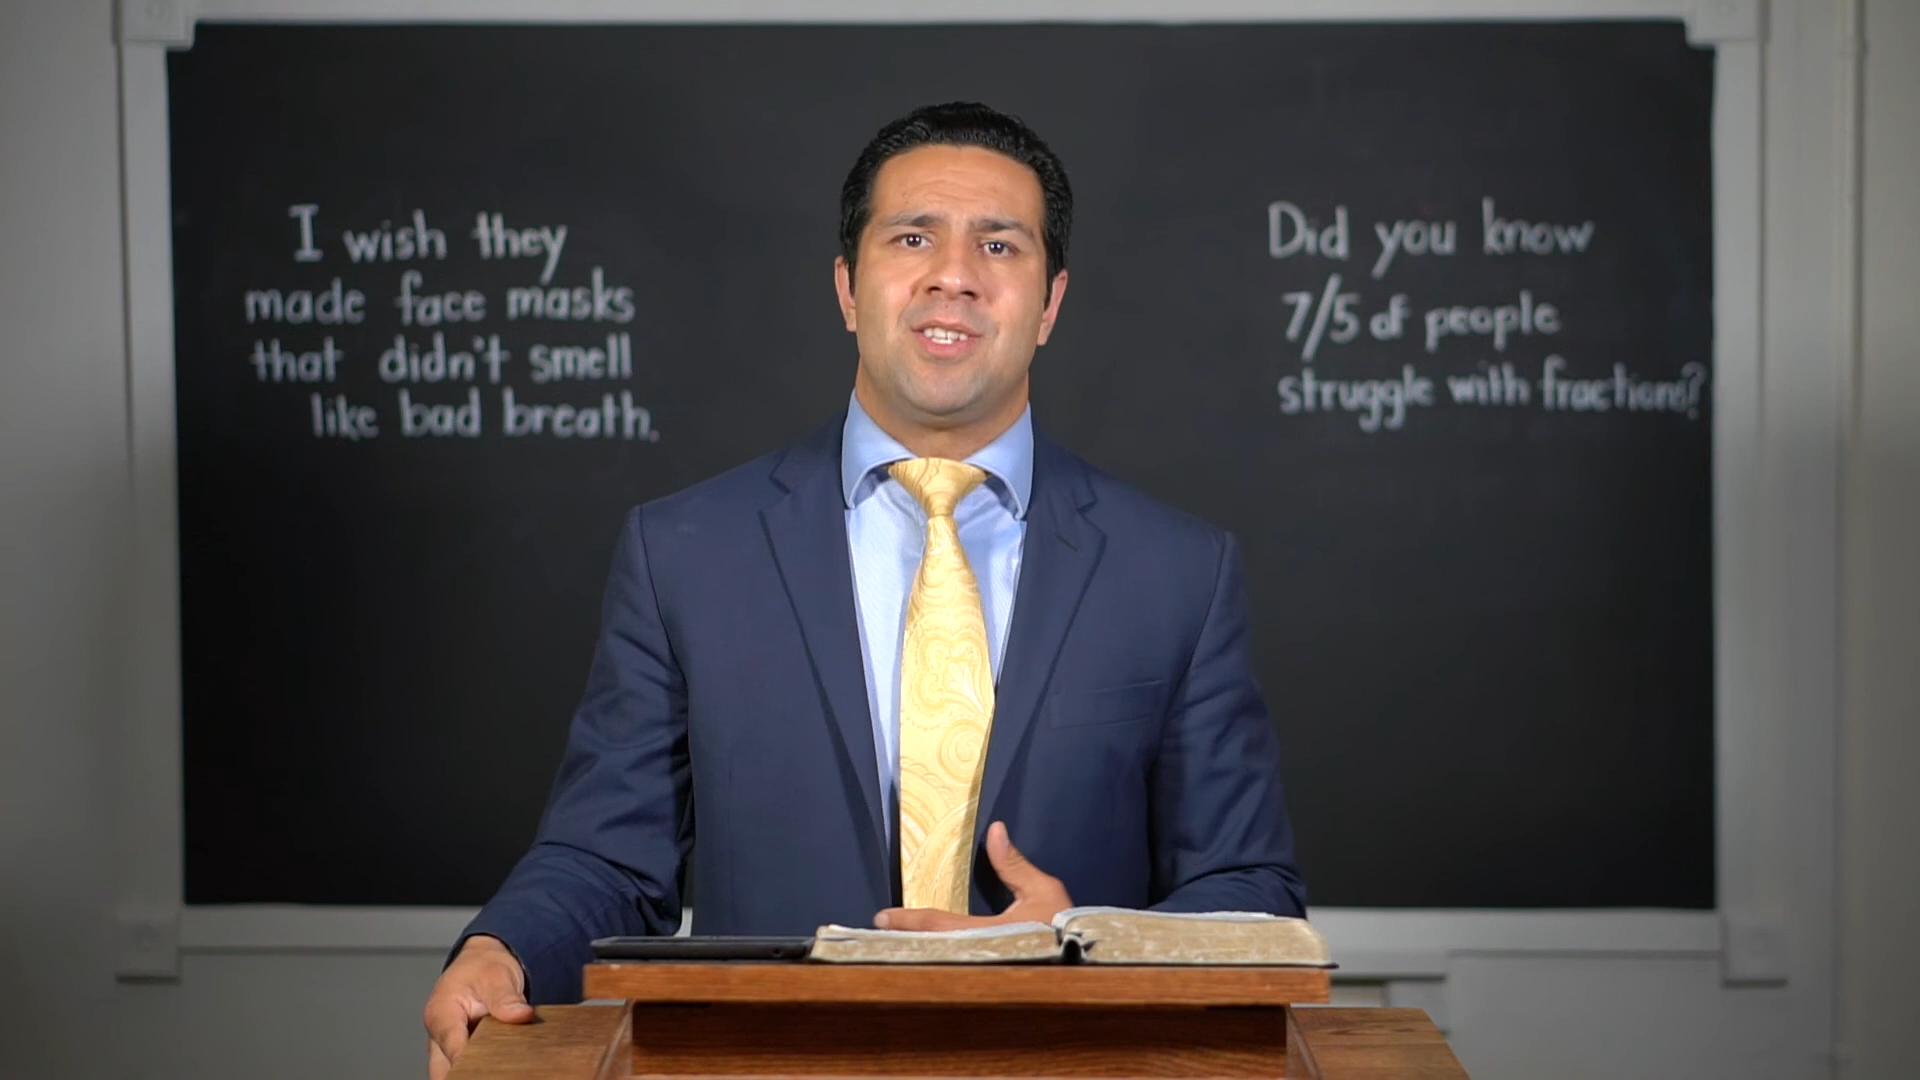 I wish they
made face masks
that didn't smell
like bad breath.
Did you know
7/5 of people
struggle with fractions?